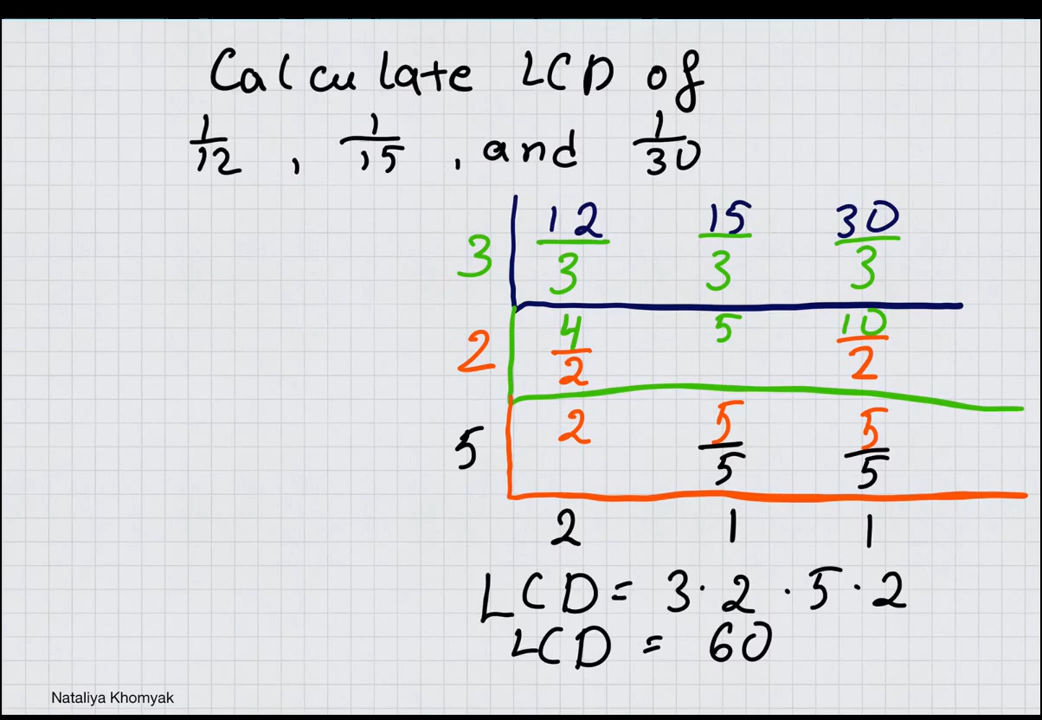 Calculate LCD of
1/12, 1/15, and 1/30
3 12/3 15/3 30/3
2 4/2 5 10/2
5 2 5/5 5/5
2 1 1
LCD = 3 · 2 · 5 · 2
LCD = 60
Nataliya Khomyak